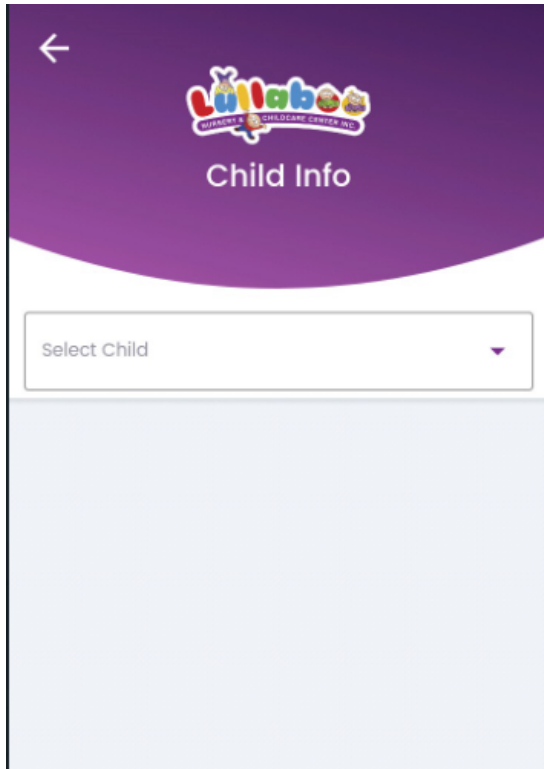 Lullaboo
NURSERY & CHILDCARE CENTER INC.
Child Info
Select Child